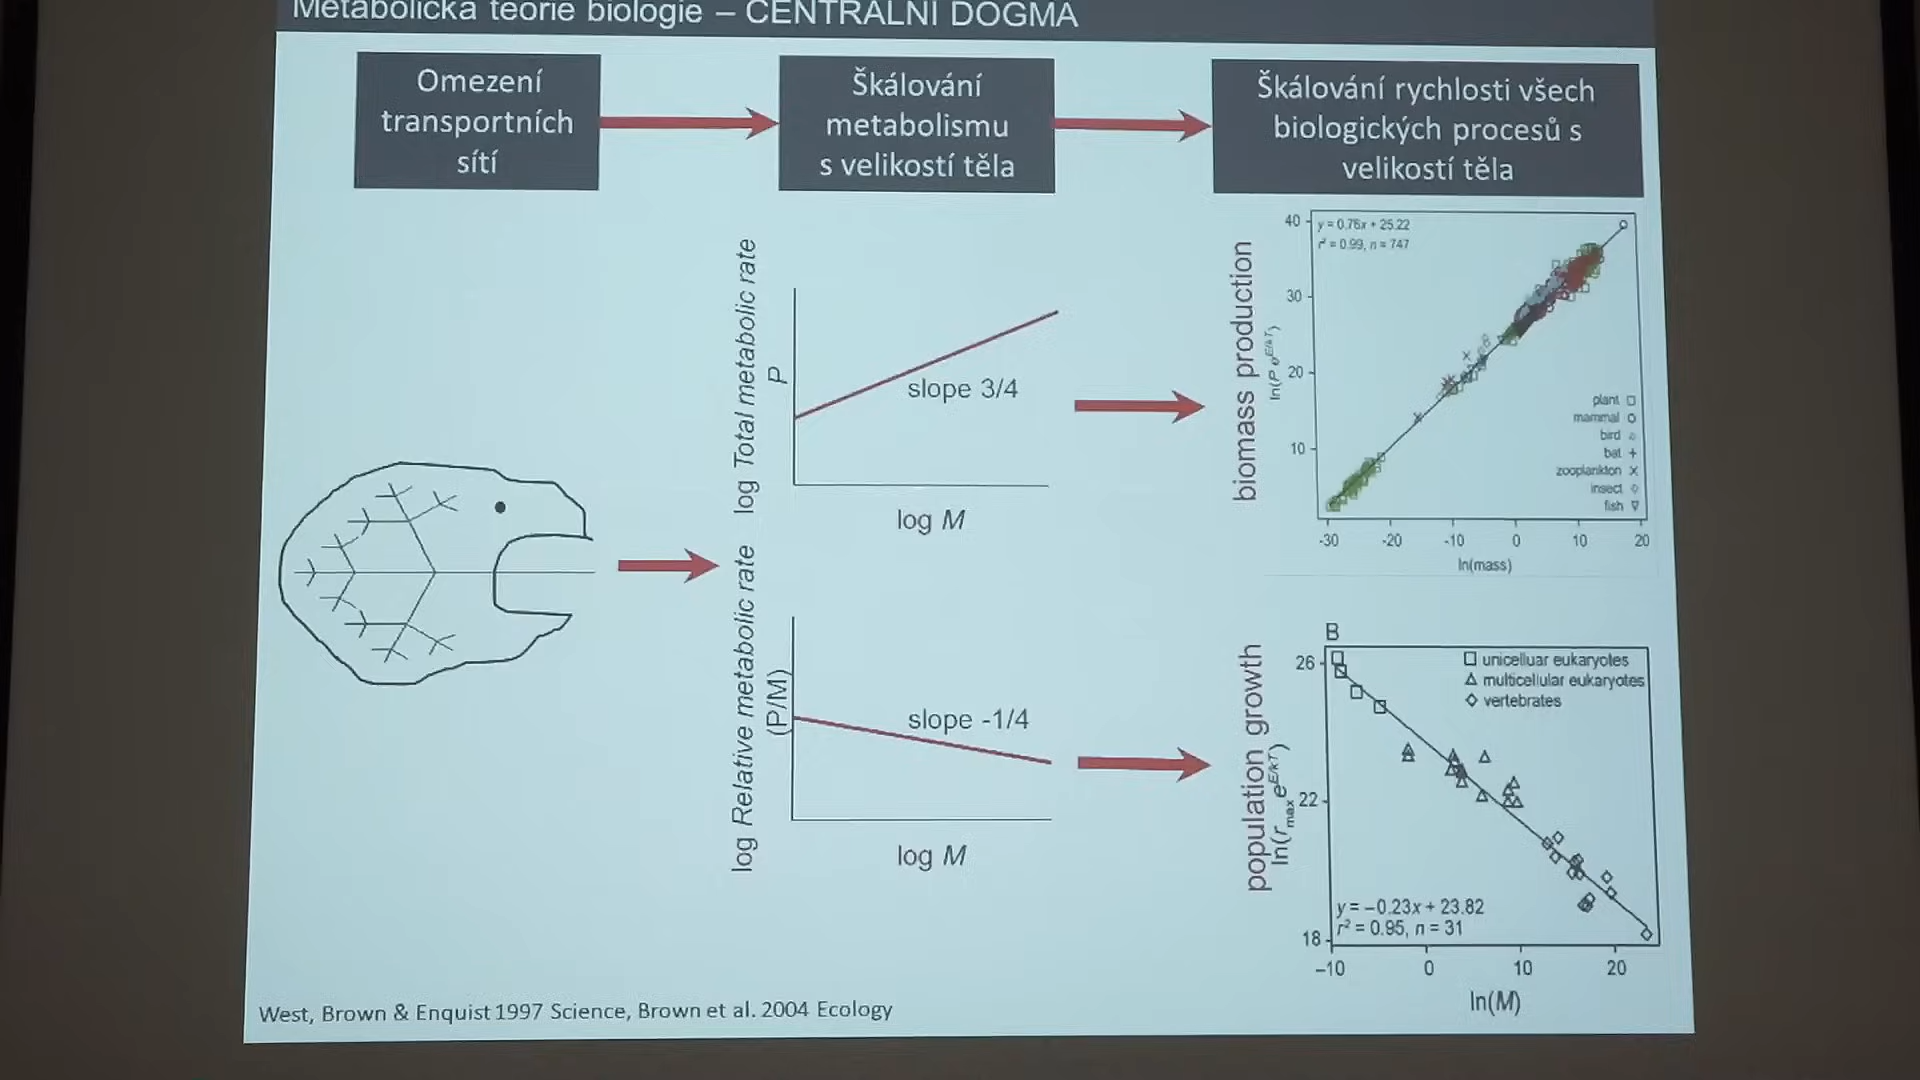 Metabolická teorie biologie – CENTRÁLNÍ DOGMA
Omezení
transportních
sítí
Škálování
metabolismu
s velikostí těla
Škálování rychlosti všech
biologických procesů s
velikostí těla
log Total metabolic rate
P
slope 3/4
log M
biomass production
ln(P e^E/kT)
40
30
20
10
y = 0.76x + 25.22
r² = 0.99, n = 747
plant
mammal
bird
bat
zooplankton
insect
fish
-30 -20 -10 0 10 20
ln(mass)
log Relative metabolic rate
(P/M)
slope -1/4
log M
population growth
ln(r_max e^E/kT)
B
26
22
18
unicelluar eukaryotes
multicellular eukaryotes
vertebrates
y = –0.23x + 23.82
r² = 0.95, n = 31
–10 0 10 20
ln(M)
West, Brown & Enquist 1997 Science, Brown et al. 2004 Ecology